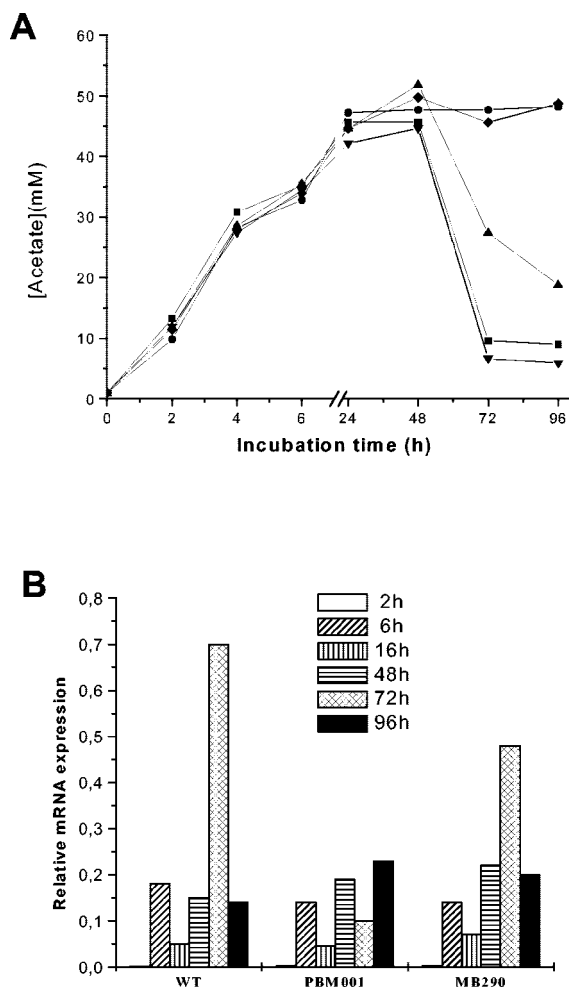 A
60
50
40
30
20
10
0
[Acetate](mM)
0 2 4 6 24 48 72 96
Incubation time (h)
B
0,8
0,7
0,6
0,5
0,4
0,3
0,2
0,1
0,0
Relative mRNA expression
2h
6h
16h
48h
72h
96h
WT PBM001 MB290